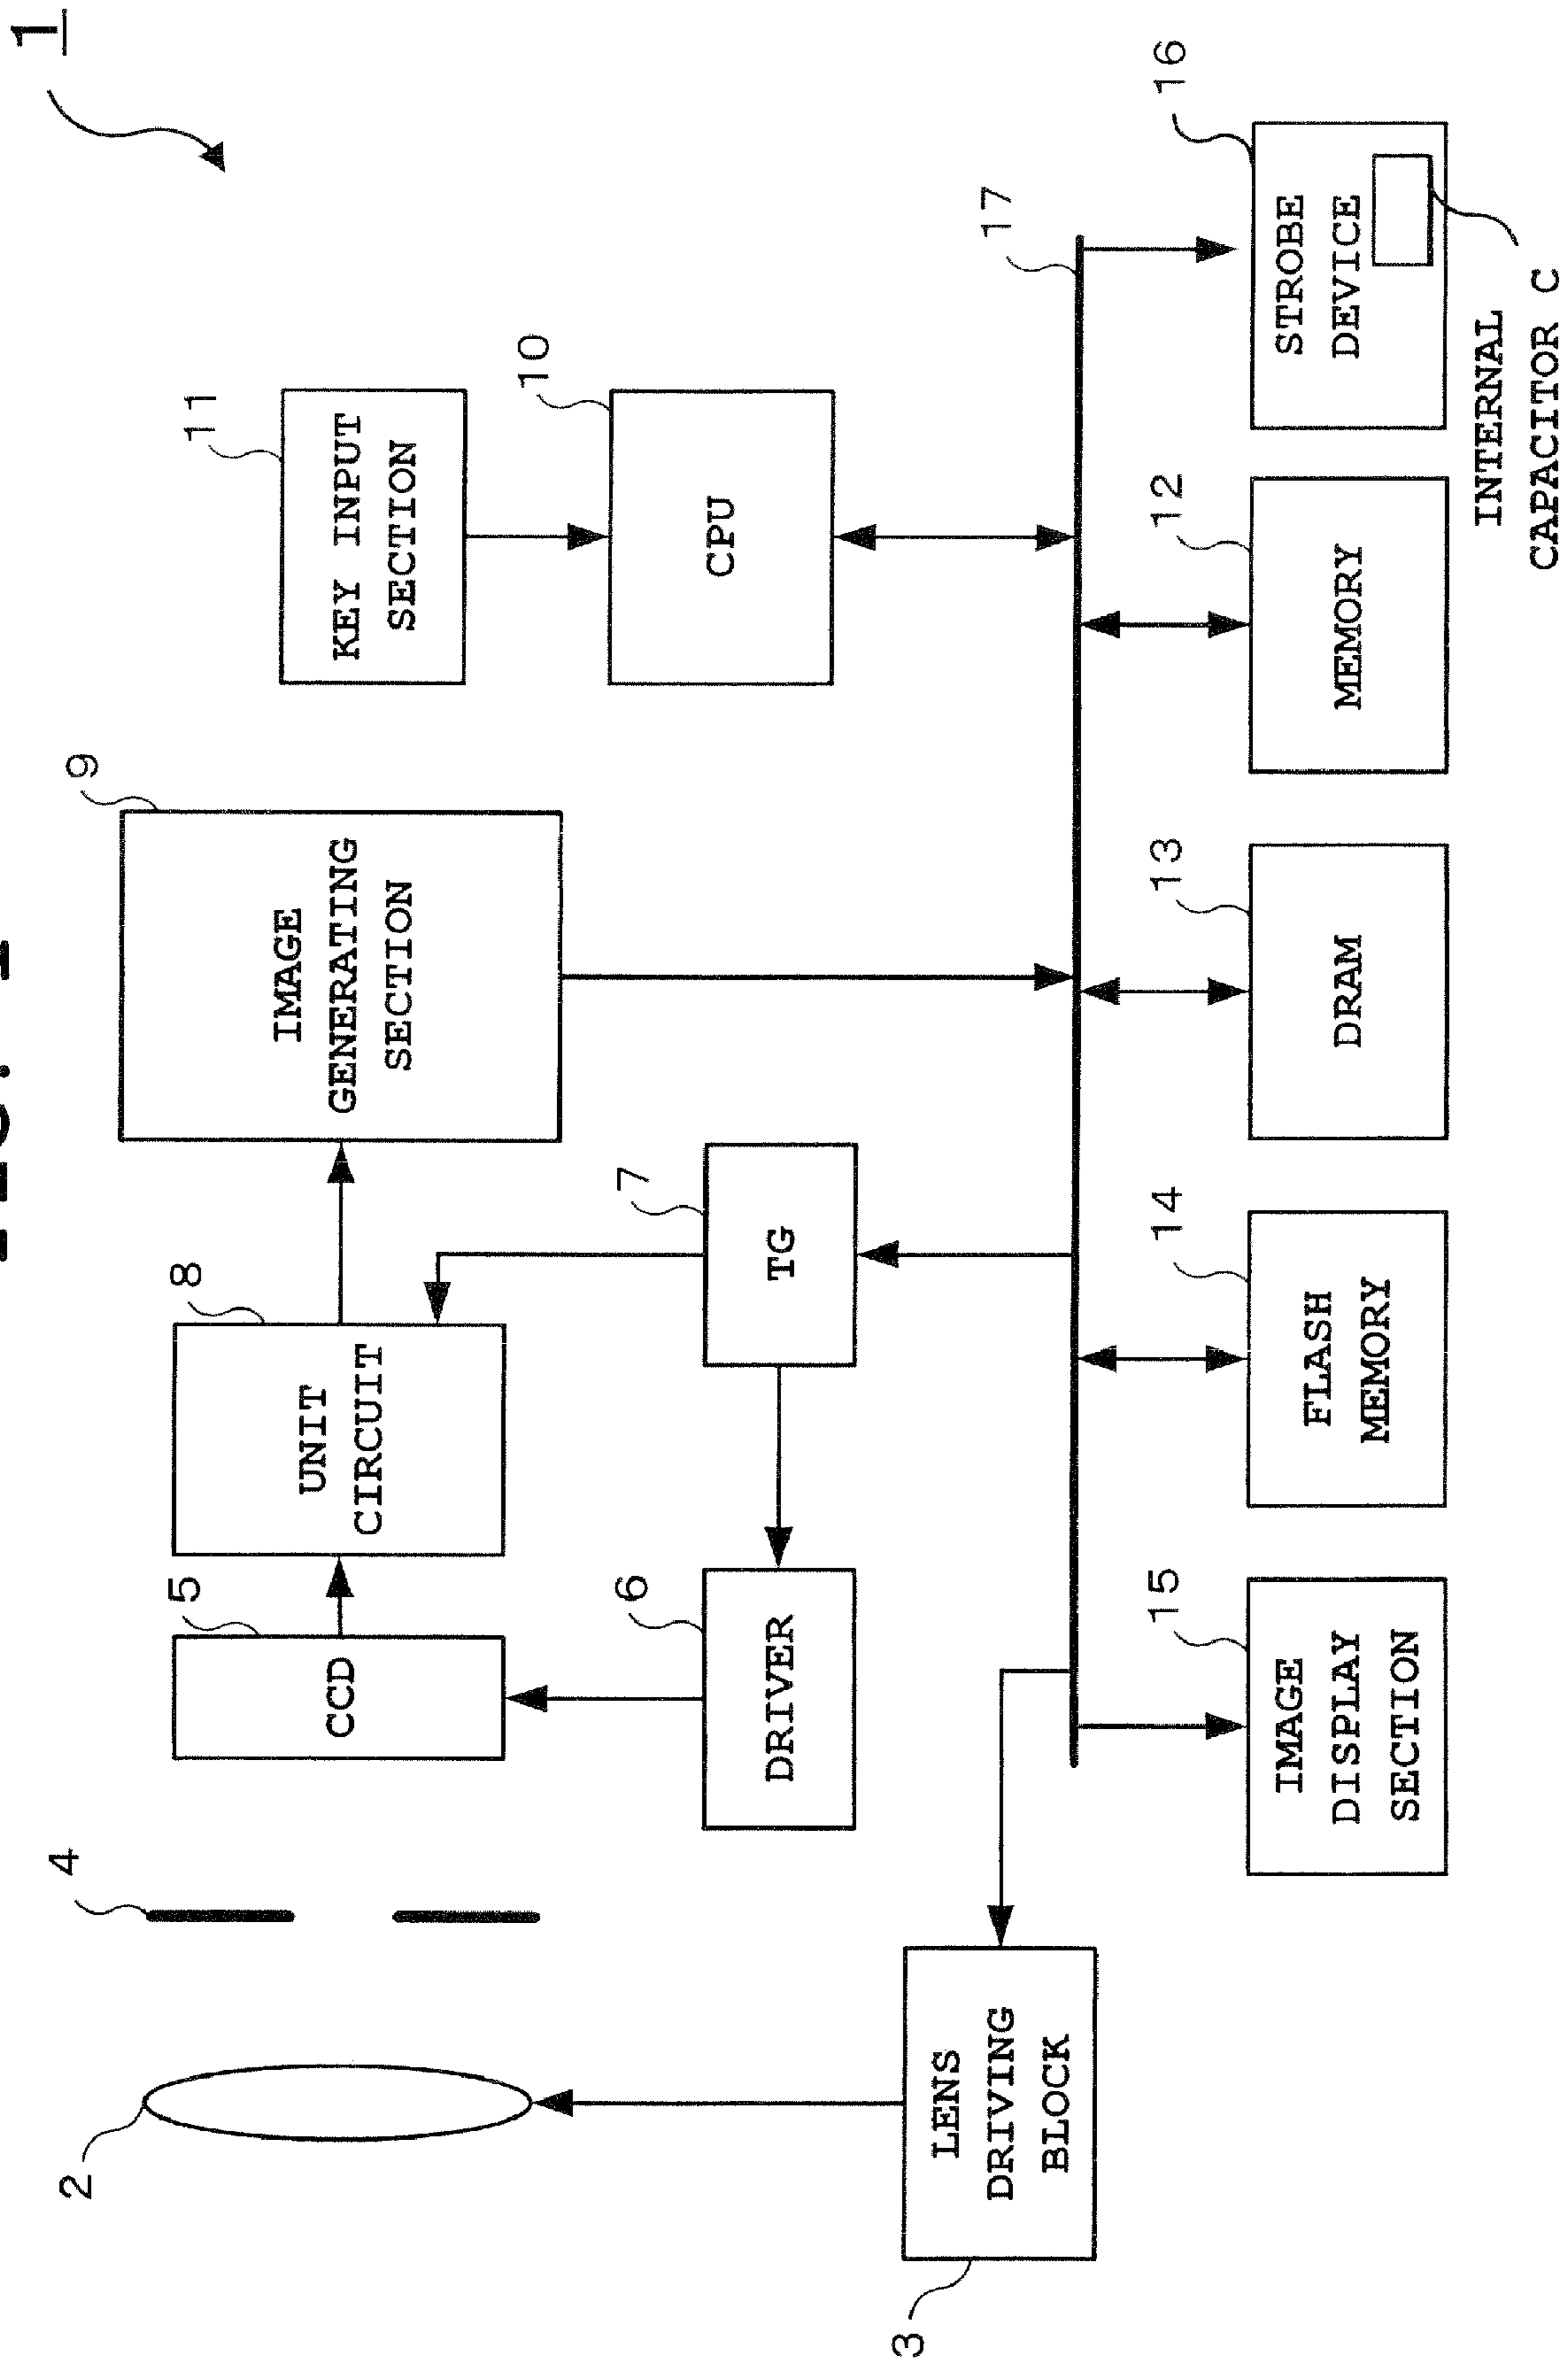 1
2
4
5
8
9
CCD
UNIT
CIRCUIT
IMAGE
GENERATING
SECTION
11
KEY INPUT
SECTION
6
7
10
DRIVER
TG
CPU
3
LENS
DRIVING
BLOCK
17
15
14
13
12
16
IMAGE
DISPLAY
SECTION
FLASH
MEMORY
DRAM
MEMORY
STROBE
DEVICE
INTERNAL
CAPACITOR C